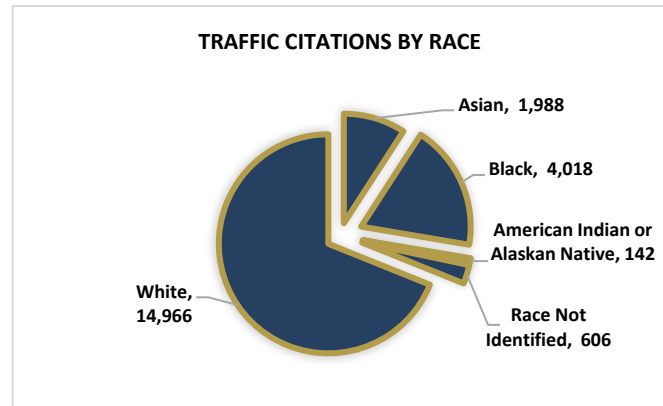 TRAFFIC CITATIONS BY RACE
Asian, 1,988
Black, 4,018
American Indian or
Alaskan Native, 142
Race Not
Identified, 606
White,
14,966